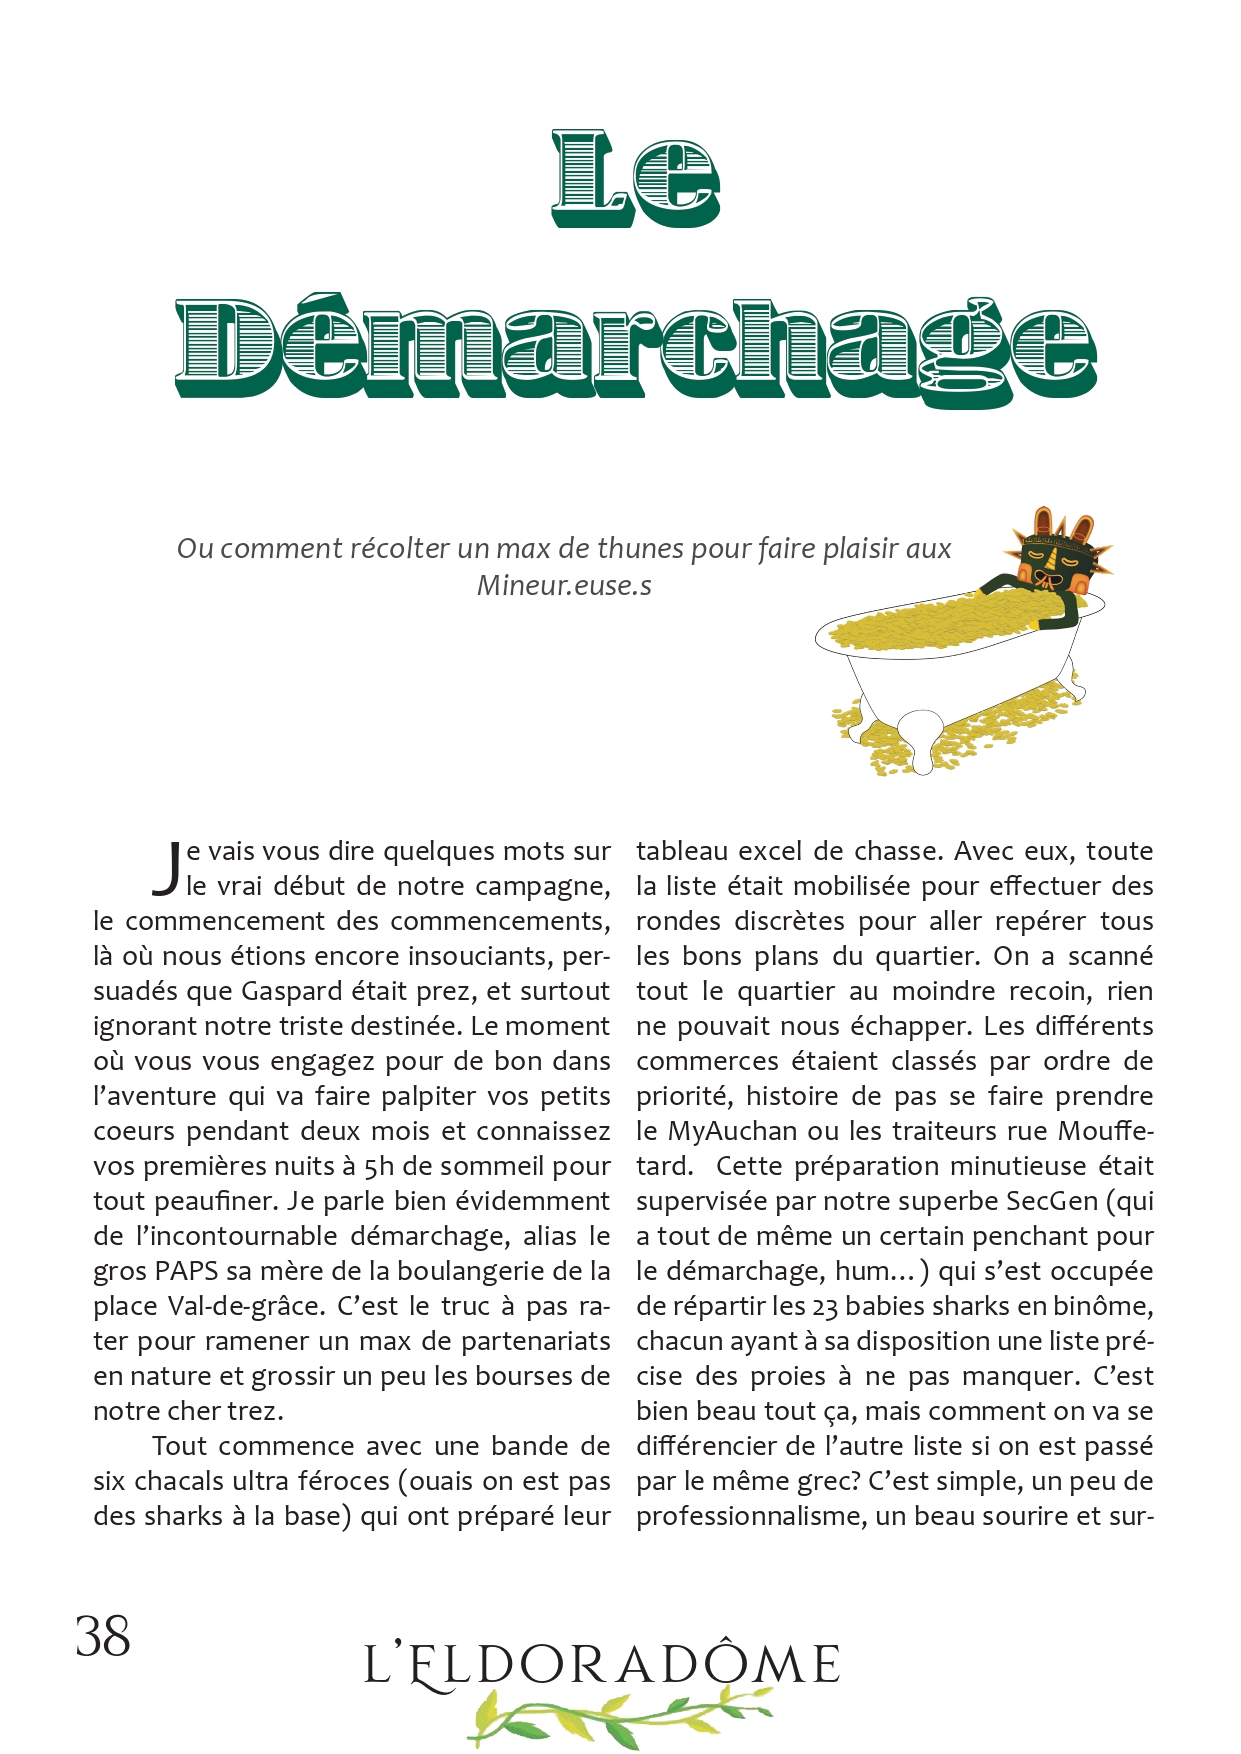 Le
Démarchage
Ou comment récolter un max de thunes pour faire plaisir aux
Mineur.euse.s
Je vais vous dire quelques mots sur
le vrai début de notre campagne,
le commencement des commencements,
là où nous étions encore insouciants, per-
suadés que Gaspard était prez, et surtout
ignorant notre triste destinée. Le moment
où vous vous engagez pour de bon dans
l’aventure qui va faire palpiter vos petits
coeurs pendant deux mois et connaissez
vos premières nuits à 5h de sommeil pour
tout peaufiner. Je parle bien évidemment
de l’incontournable démarchage, alias le
gros PAPS sa mère de la boulangerie de la
place Val-de-grâce. C’est le truc à pas ra-
ter pour ramener un max de partenariats
en nature et grossir un peu les bourses de
notre cher trez.
Tout commence avec une bande de
six chacals ultra féroces (ouais on est pas
des sharks à la base) qui ont préparé leur
tableau excel de chasse. Avec eux, toute
la liste était mobilisée pour effectuer des
rondes discrètes pour aller repérer tous
les bons plans du quartier. On a scanné
tout le quartier au moindre recoin, rien
ne pouvait nous échapper. Les différents
commerces étaient classés par ordre de
priorité, histoire de pas se faire prendre
le MyAuchan ou les traiteurs rue Mouffe-
tard.  Cette préparation minutieuse était
supervisée par notre superbe SecGen (qui
a tout de même un certain penchant pour
le démarchage, hum...) qui s’est occupée
de répartir les 23 babies sharks en binôme,
chacun ayant à sa disposition une liste pré-
cise des proies à ne pas manquer. C’est
bien beau tout ça, mais comment on va se
différencier de l’autre liste si on est passé
par le même grec? C’est simple, un peu de
professionnalisme, un beau sourire et sur-
38
L’ELDORADÔME